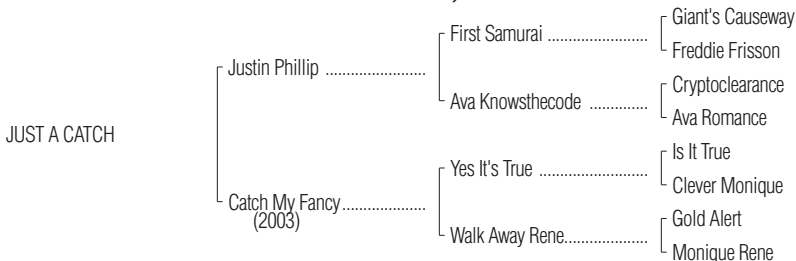 Giant's Causeway
First Samurai ........................
Freddie Frisson
Justin Phillip ........................
Cryptoclearance
Ava Knowsthecode ..............
Ava Romance
JUST A CATCH
Is It True
Yes It's True ..........................
Clever Monique
Catch My Fancy....................
(2003)
Gold Alert
Walk Away Rene....................
Monique Rene